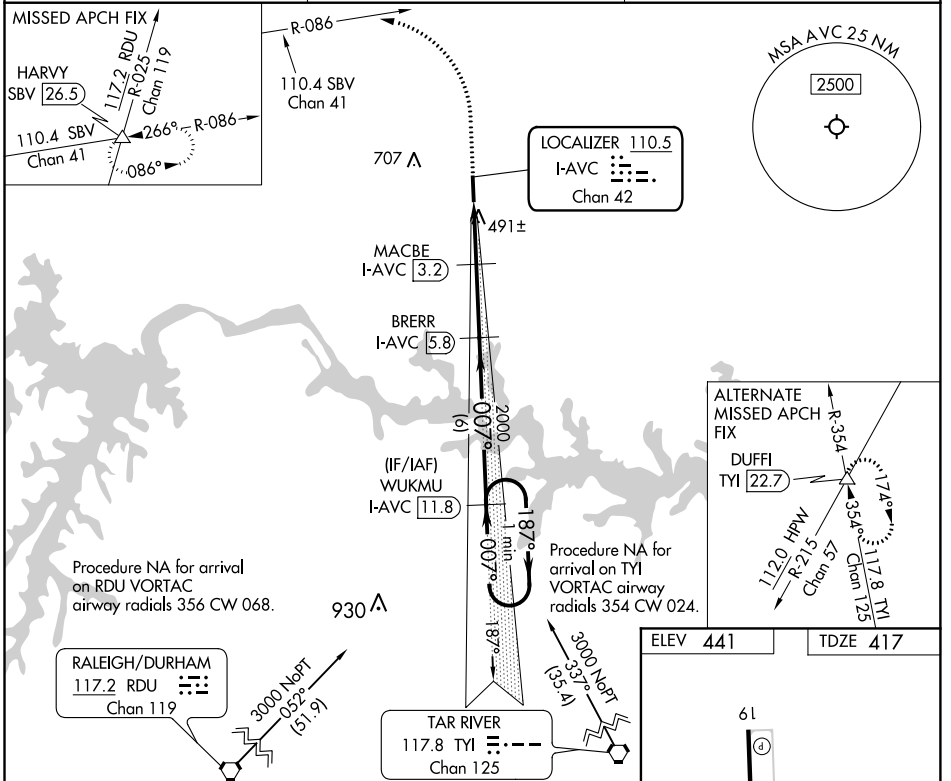 MISSED APCH FIX
HARVY
SBV 26.5
117.2 RDU
R-025
Chan 119
110.4 SBV
Chan 41
266°
R-086
086°
R-086
110.4 SBV
Chan 41
MSA AVC 25 NM
2500
707
LOCALIZER 110.5
I-AVC
Chan 42
491±
MACBE
I-AVC 3.2
BRERR
I-AVC 5.8
2000
007°
(6)
(IF/IAF)
WUKMU
I-AVC 11.8
187°
1 min
007°
187°
ALTERNATE
MISSED APCH
FIX
DUFFI
TYI 22.7
R-354
174°
354°
117.8 TYI
Chan 125
112.0 HPW
R-215
Chan 57
Procedure NA for arrival
on RDU VORTAC
airway radials 356 CW 068.
930
Procedure NA for
arrival on TYI
VORTAC airway
radials 354 CW 024.
RALEIGH/DURHAM
117.2 RDU
Chan 119
3000 NoPT
052°
(51.9)
TAR RIVER
117.8 TYI
Chan 125
3000 NoPT
337°
(35.4)
ELEV 441
TDZE 417
19
P